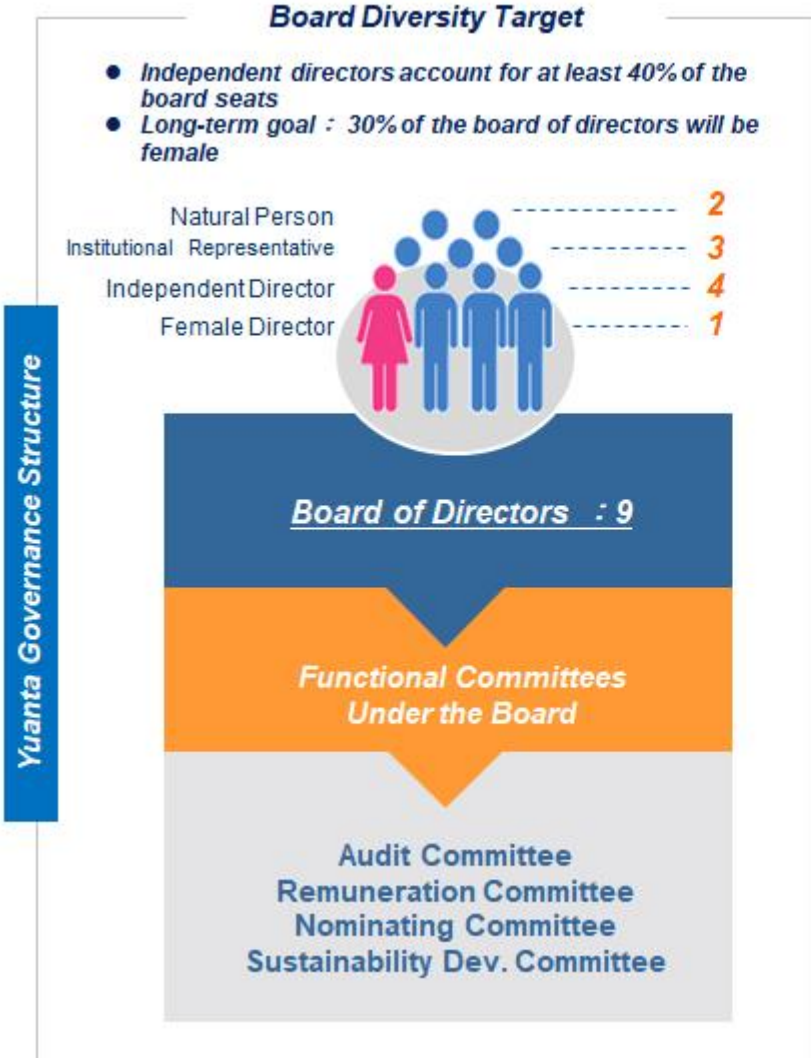 Board Diversity Target
● Independent directors account for at least 40% of the
board seats
● Long-term goal : 30% of the board of directors will be
female
Natural Person 2
Institutional Representative 3
Independent Director 4
Female Director 1
Yuanta Governance Structure
Board of Directors : 9
Functional Committees
Under the Board
Audit Committee
Remuneration Committee
Nominating Committee
Sustainability Dev. Committee